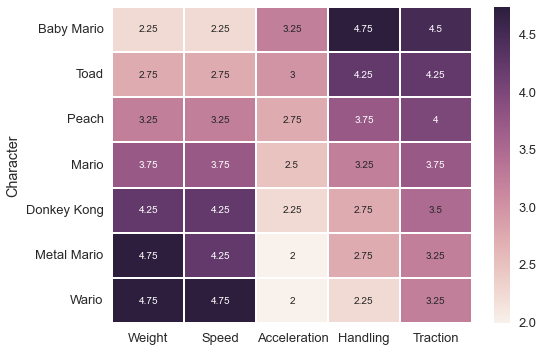 Baby Mario 2.25 2.25 3.25 4.75 4.5
Toad 2.75 2.75 3 4.25 4.25
Peach 3.25 3.25 2.75 3.75 4
Mario 3.75 3.75 2.5 3.25 3.75
Donkey Kong 4.25 4.25 2.25 2.75 3.5
Metal Mario 4.75 4.25 2 2.75 3.25
Wario 4.75 4.75 2 2.25 3.25
Weight Speed Acceleration Handling Traction
Character
4.5
4.0
3.5
3.0
2.5
2.0